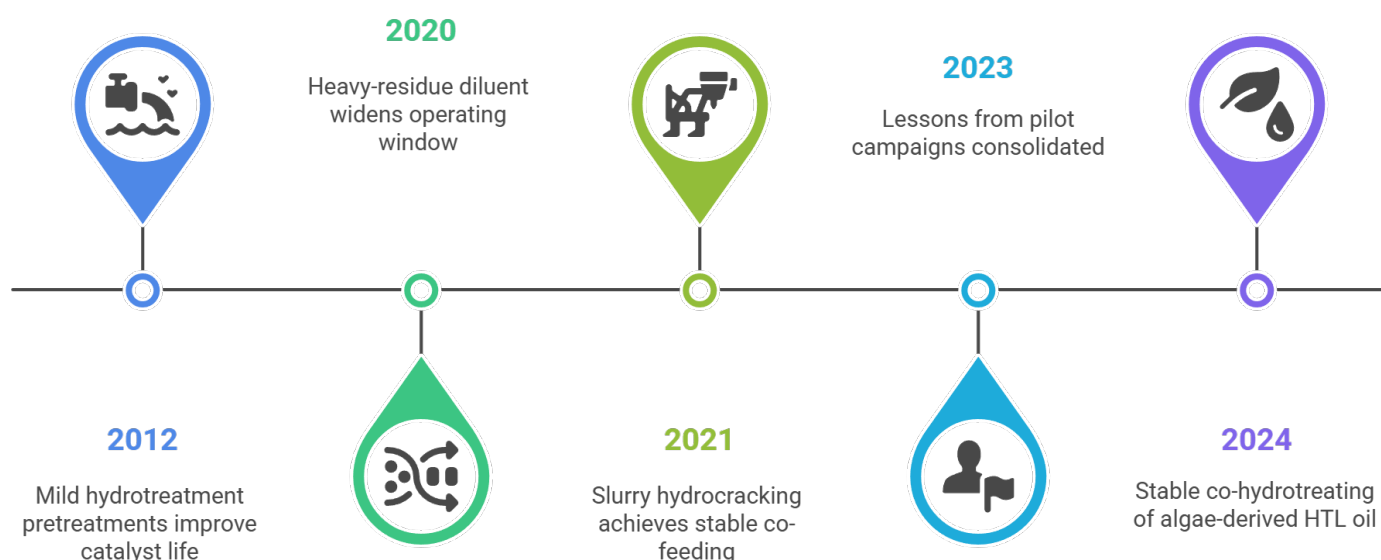 2012
Mild hydrotreatment
pretreatments improve
catalyst life
2020
Heavy-residue diluent
widens operating
window
2021
Slurry hydrocracking
achieves stable co-
feeding
2023
Lessons from pilot
campaigns consolidated
2024
Stable co-hydrotreating
of algae-derived HTL oil